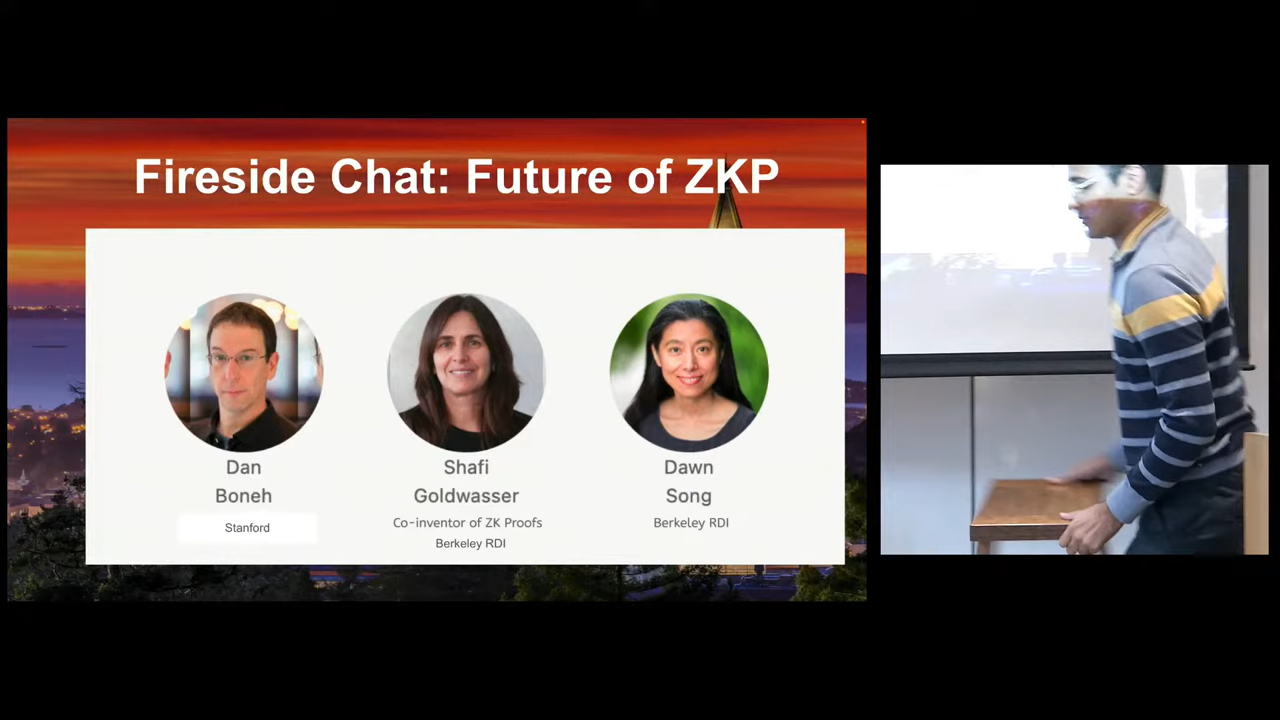 Fireside Chat: Future of ZKP
Dan
Boneh
Stanford
Shafi
Goldwasser
Co-inventor of ZK Proofs
Berkeley RDI
Dawn
Song
Berkeley RDI